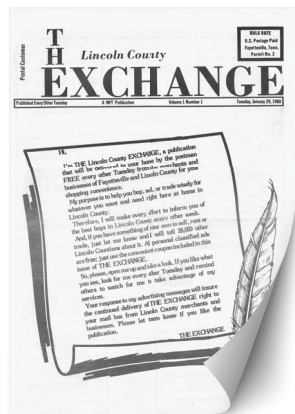 Postal Customer
BULK RATE
U.S. Postage Paid
Fayetteville, Tenn.
Permit No. 2
THE
Lincoln County
EXCHANGE
Published Every Other Tuesday
A WFT Publication
Volume 1 Number 1
Tuesday, January 29, 1980
Hi,
I'm THE Lincoln County EXCHANGE, a publication
that will be delivered to your home by the postman
FREE every other Tuesday from the merchants and
businesses of Fayetteville and Lincoln County for your
shopping convenience.
My purpose is to help you buy, sel, or trade wisely for
whatever you want and need right here at home in
Lincoln County.
Therefore, I will make every effort to inform you of
the best buys in Lincoln County every other week.
And, if you have something of your own to sell, rent or
trade, just let me know and I will tell 28,000 other
Lincoln Countians about it. Al personal classified ads
are free; just use the convenient coupon included in this
issue of THE EXCHANGE.
So, please, open me up and take a look. If you like what
you see, look for me every other Tuesday and remind
others to watch for me to take advantage of my
services.
Your response to my advertising messages will insure
the continued delivery of THE EXCHANGE right to
your mail box from Lincoln County merchants and
businesses. Please let nem know if you like the
publication.
THE EXCHANGE